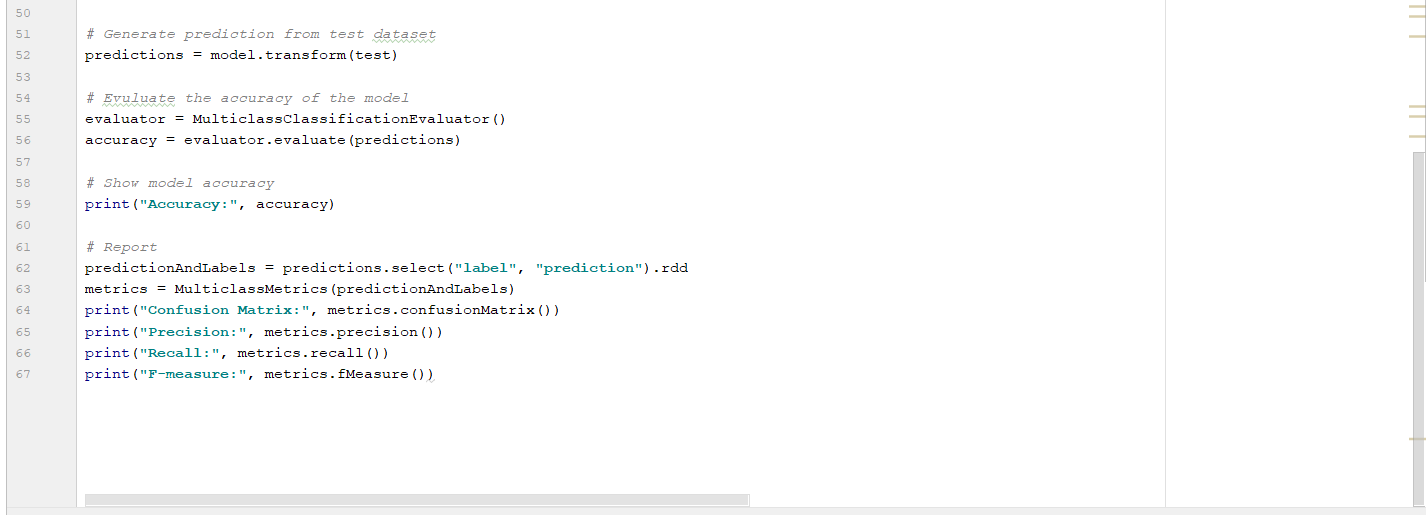 50
51 # Generate prediction from test dataset
52 predictions = model.transform(test)
53
54 # Evuluate the accuracy of the model
55 evaluator = MulticlassClassificationEvaluator()
56 accuracy = evaluator.evaluate(predictions)
57
58 # Show model accuracy
59 print("Accuracy:", accuracy)
60
61 # Report
62 predictionAndLabels = predictions.select("label", "prediction").rdd
63 metrics = MulticlassMetrics(predictionAndLabels)
64 print("Confusion Matrix:", metrics.confusionMatrix())
65 print("Precision:", metrics.precision())
66 print("Recall:", metrics.recall())
67 print("F-measure:", metrics.fMeasure())